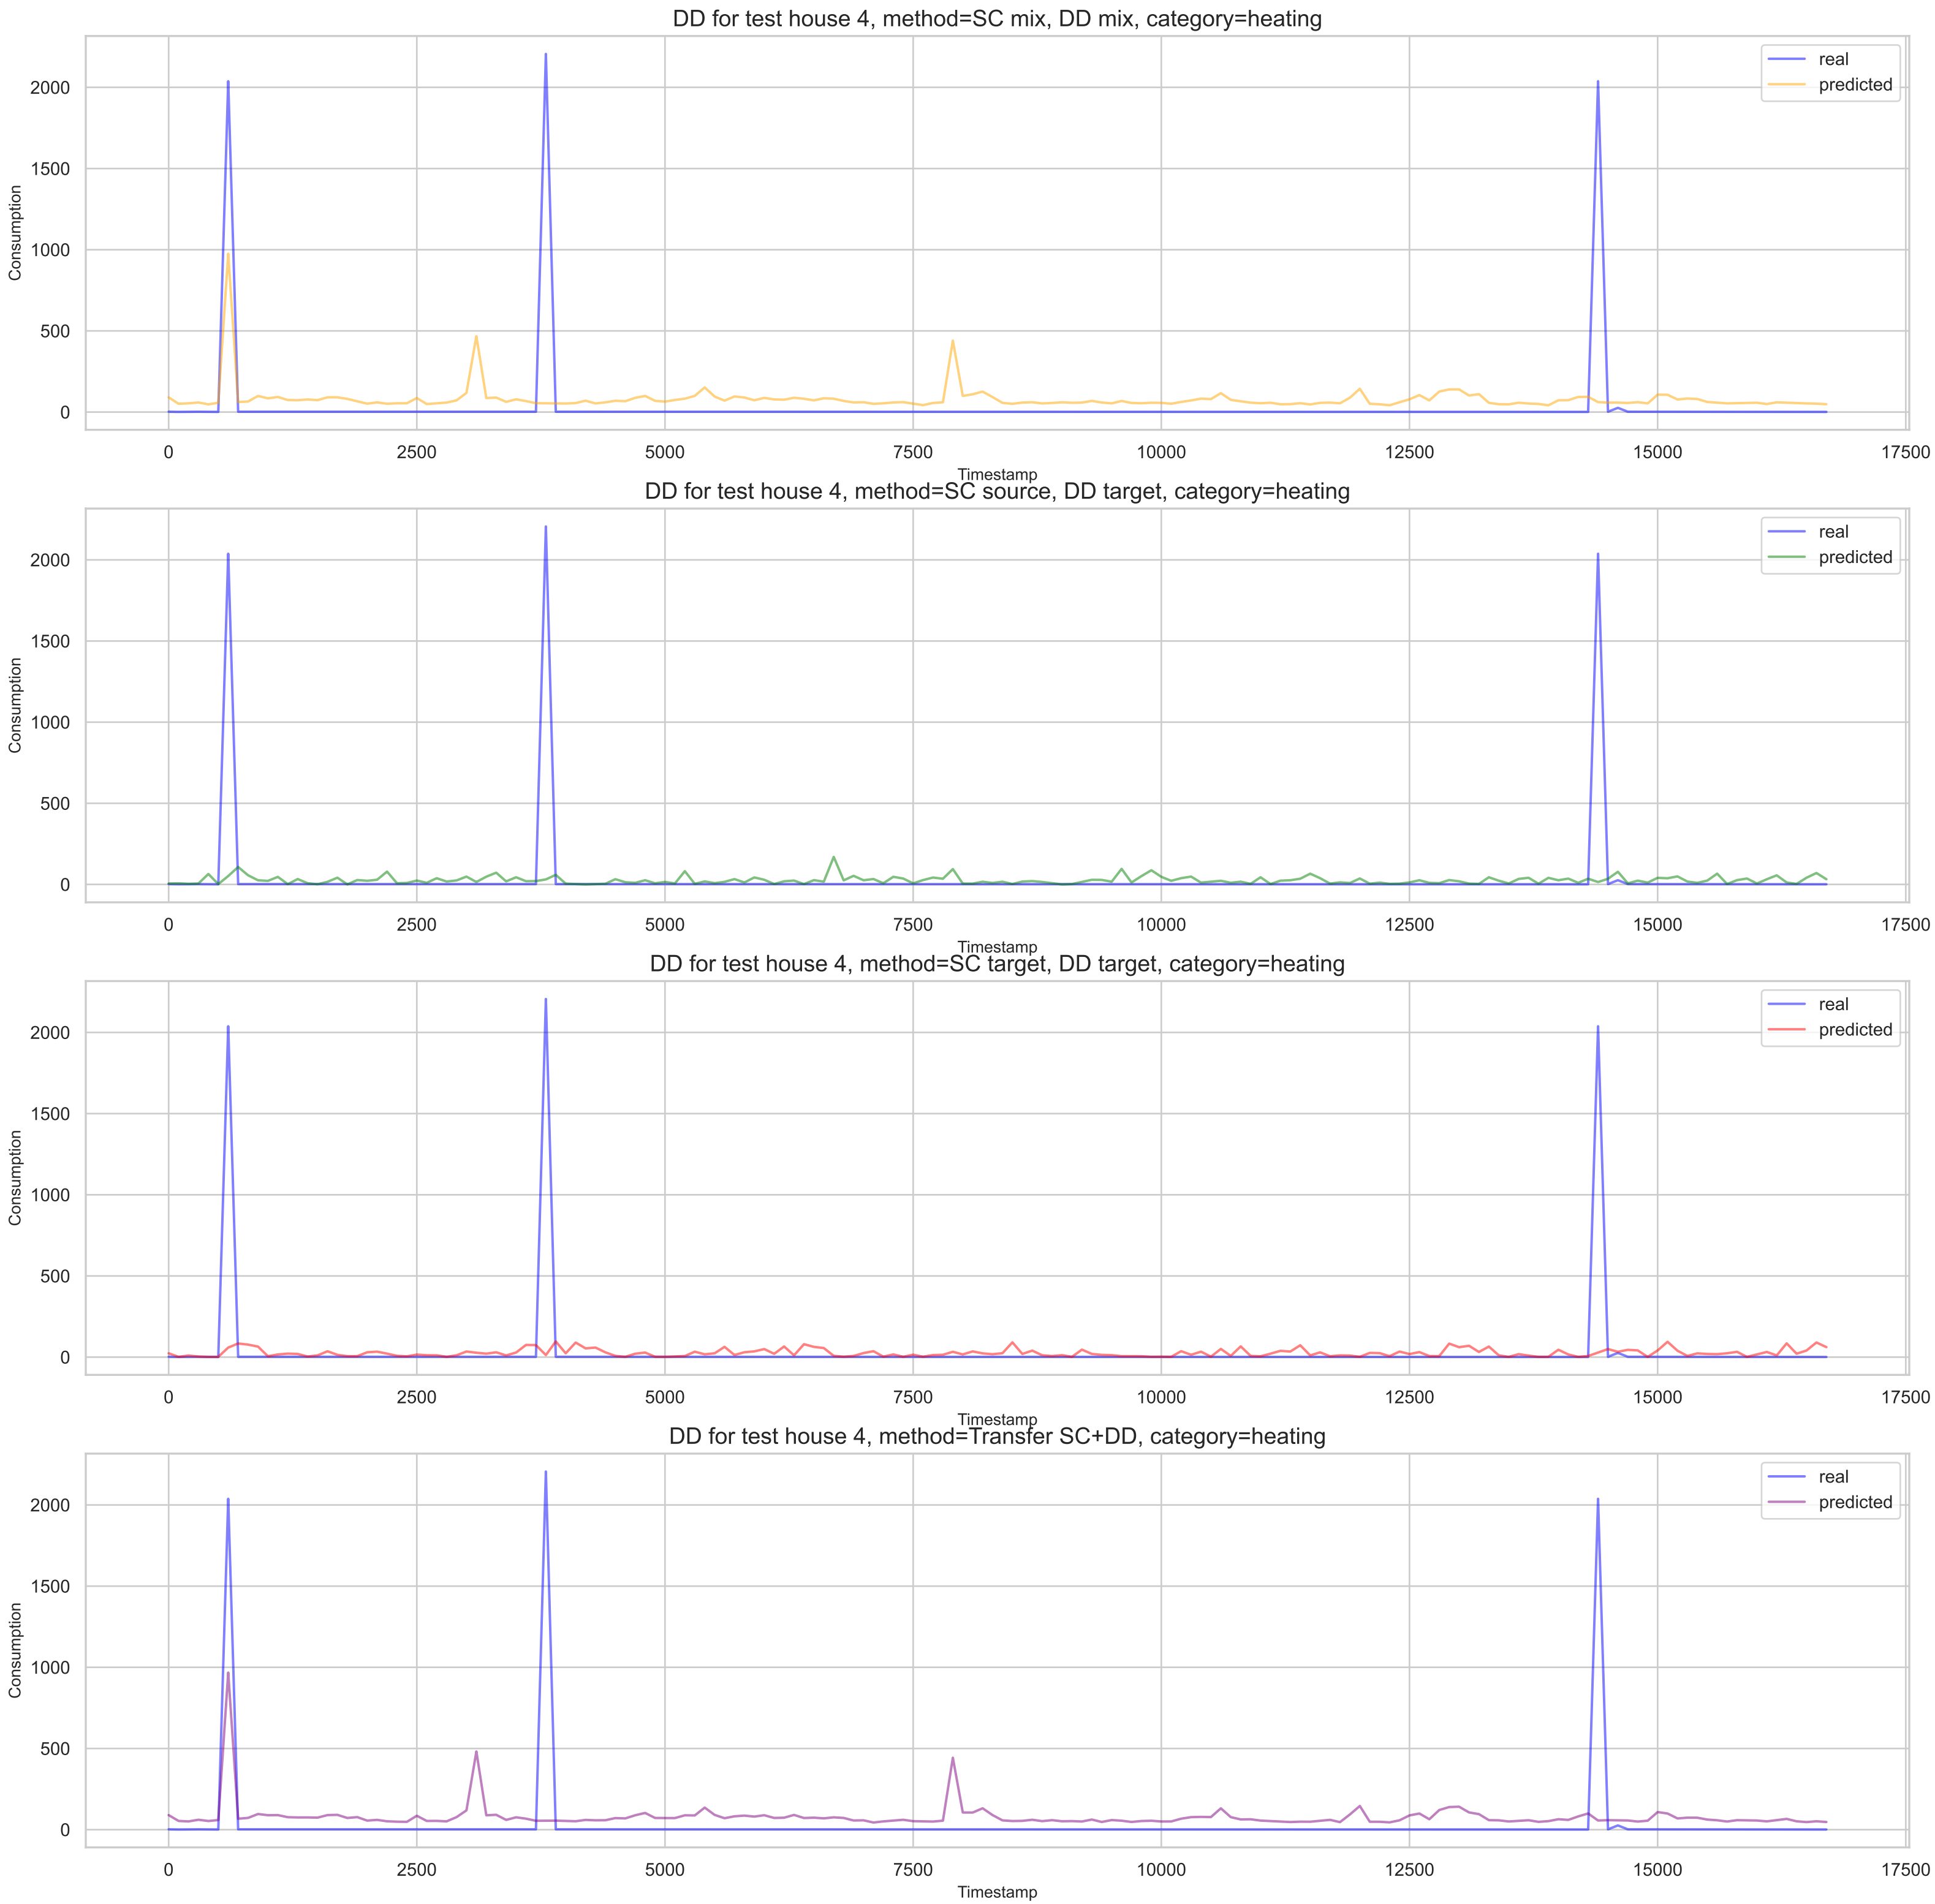 DD for test house 4, method=SC mix, DD mix, category=heating
real
predicted
Consumption
2000
1500
1000
500
0
0 2500 5000 7500 10000 12500 15000 17500
Timestamp
DD for test house 4, method=SC source, DD target, category=heating
real
predicted
Consumption
2000
1500
1000
500
0
0 2500 5000 7500 10000 12500 15000 17500
Timestamp
DD for test house 4, method=SC target, DD target, category=heating
real
predicted
Consumption
2000
1500
1000
500
0
0 2500 5000 7500 10000 12500 15000 17500
Timestamp
DD for test house 4, method=Transfer SC+DD, category=heating
real
predicted
Consumption
2000
1500
1000
500
0
0 2500 5000 7500 10000 12500 15000 17500
Timestamp